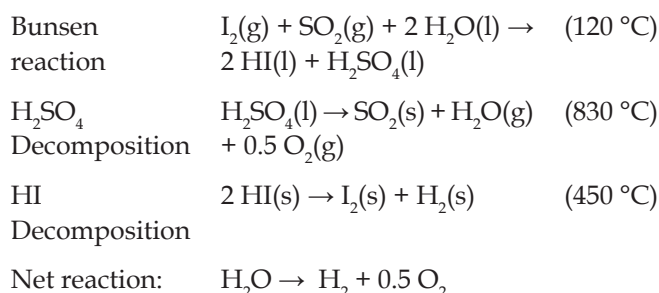 Bunsen I₂(g) + SO₂(g) + 2 H₂O(l) → (120 °C)
reaction 2 HI(l) + H₂SO₄(l)
H₂SO₄ H₂SO₄(l) → SO₂(s) + H₂O(g) (830 °C)
Decomposition + 0.5 O₂(g)
HI 2 HI(s) → I₂(s) + H₂(s) (450 °C)
Decomposition
Net reaction: H₂O → H₂ + 0.5 O₂